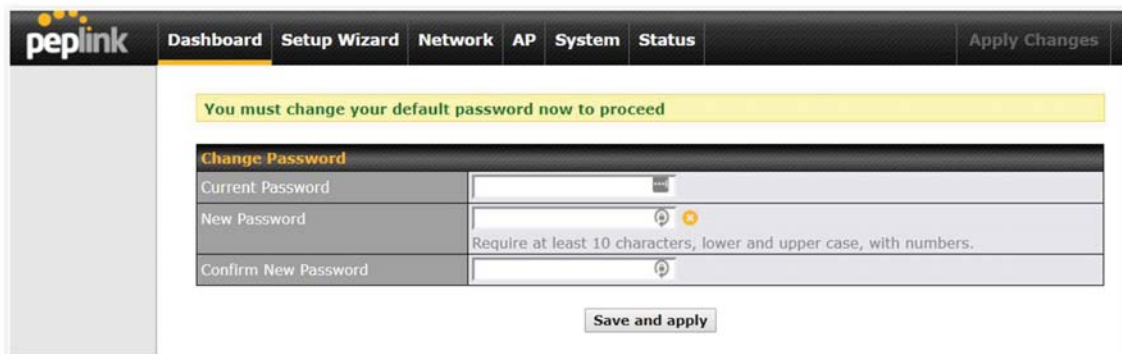 peplink Dashboard Setup Wizard Network AP System Status Apply Changes
You must change your default password now to proceed
Change Password
Current Password
New Password
Require at least 10 characters, lower and upper case, with numbers.
Confirm New Password
Save and apply